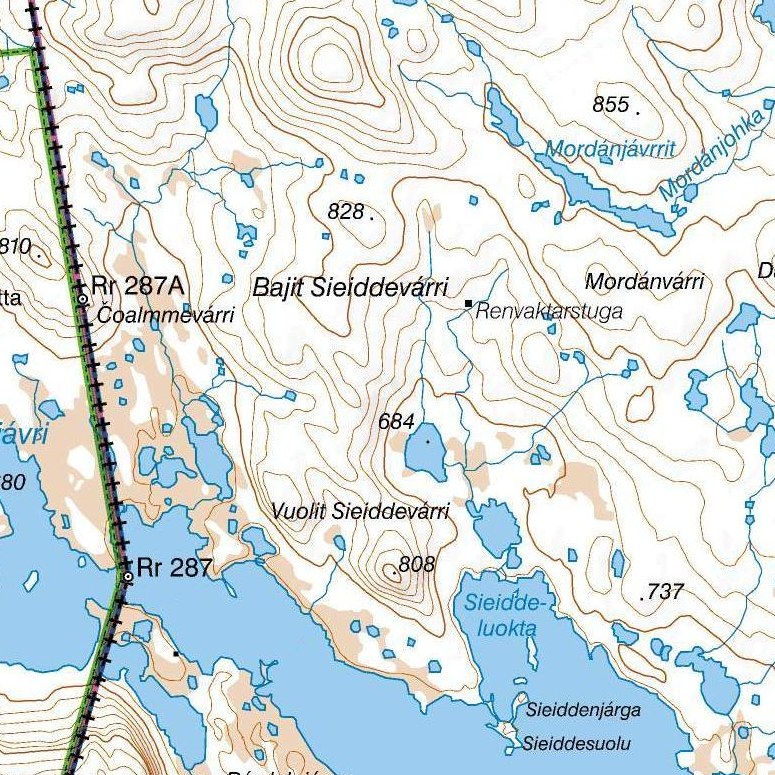 855
Mordánjávrrit
Mordánjohka
828
810
Rr 287A
Bajit Sieiddevárri
Mordánvárri
Čoalmmevárri
Renvaktarstuga
684
Vuolit Sieiddevárri
Rr 287
808
737
Sieidde-
luokta
Sieiddenjárga
Sieiddesuolu